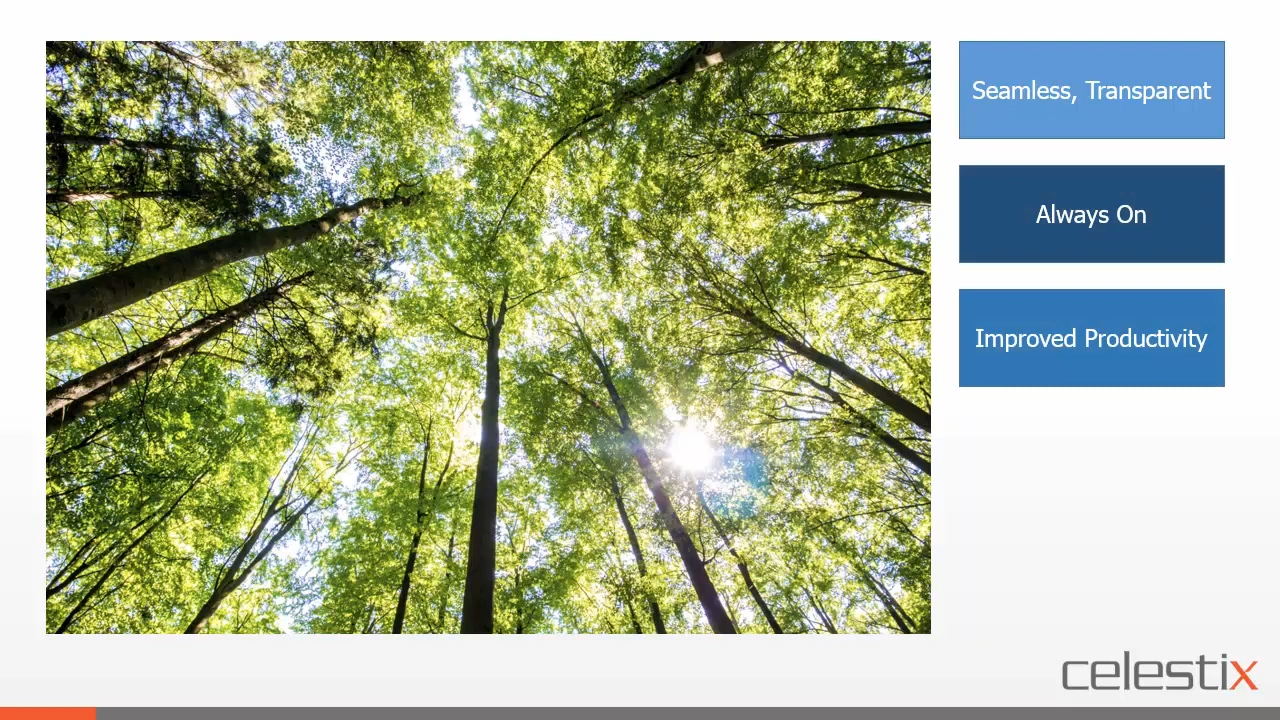 Seamless, Transparent
Always On
Improved Productivity
celestix